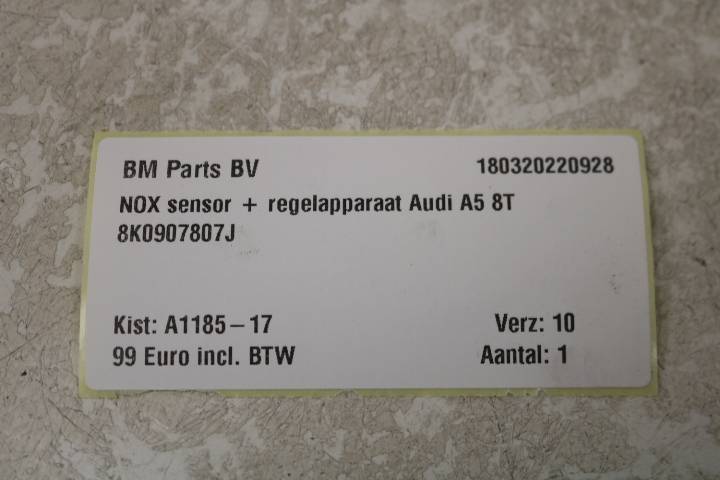 BM Parts BV 180320220928
NOX sensor + regelapparaat Audi A5 8T
8K0907807J
Kist: A1185-17 Verz: 10
99 Euro incl. BTW Aantal: 1